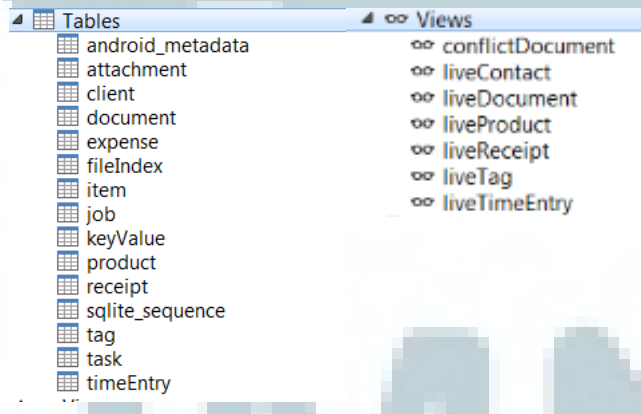 Tables
android_metadata
attachment
client
document
expense
fileIndex
item
job
keyValue
product
receipt
sqlite_sequence
tag
task
timeEntry
Views
conflictDocument
liveContact
liveDocument
liveProduct
liveReceipt
liveTag
liveTimeEntry